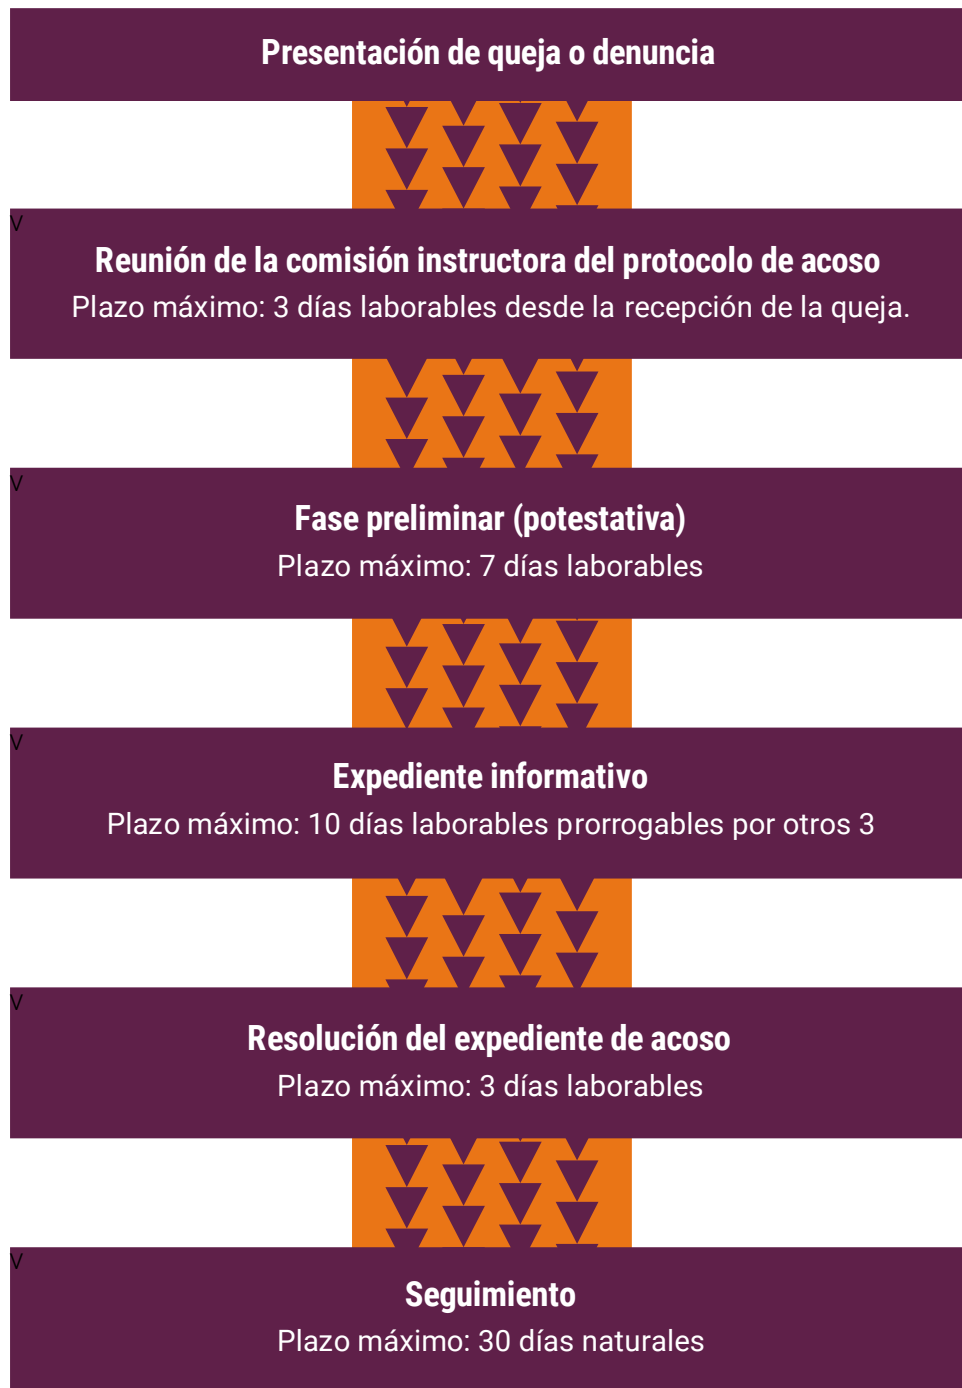 Presentación de queja o denuncia
V
Reunión de la comisión instructora del protocolo de acoso
Plazo máximo: 3 días laborables desde la recepción de la queja.
V
Fase preliminar (potestativa)
Plazo máximo: 7 días laborables
V
Expediente informativo
Plazo máximo: 10 días laborables prorrogables por otros 3
V
Resolución del expediente de acoso
Plazo máximo: 3 días laborables
V
Seguimiento
Plazo máximo: 30 días naturales